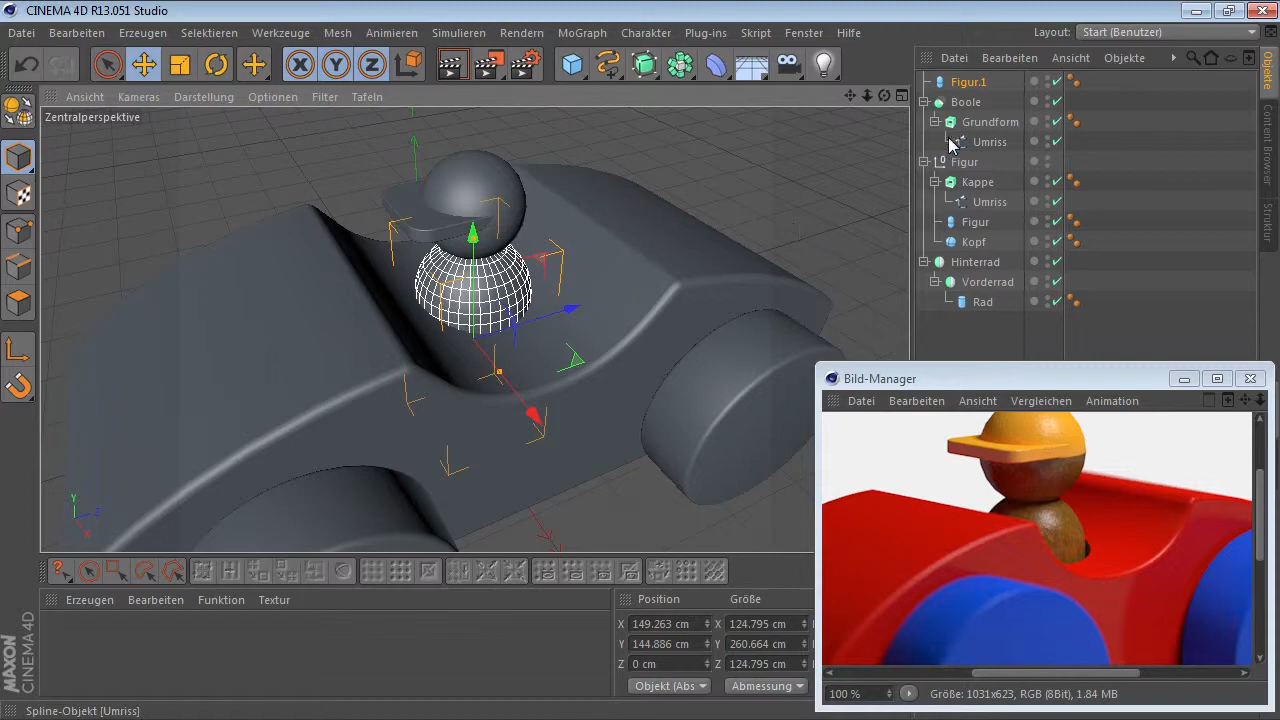 CINEMA 4D R13.051 Studio
Datei Bearbeiten Erzeugen Selektieren Werkzeuge Mesh Animieren Simulieren Rendern MoGraph Charakter Plug-ins Skript Fenster Hilfe Layout: Start (Benutzer)
X Y Z
Datei Bearbeiten Ansicht Objekte
Ansicht Kameras Darstellung Optionen Filter Tafeln
Zentralperspektive
Figur.1
Boole
Grundform
Umriss
Figur
Kappe
Umriss
Figur
Kopf
Hinterrad
Vorderrad
Rad
Objekte
Content Browser
Struktur
Y
Z
X
Bild-Manager
Datei Bearbeiten Ansicht Vergleichen Animation
100 % Größe: 1031x623, RGB (8Bit), 1.84 MB
Erzeugen Bearbeiten Funktion Textur
Position Größe
X 149.263 cm X 124.795 cm
Y 144.886 cm Y 260.664 cm
Z 0 cm Z 124.795 cm
Objekt (Abs Abmessung
MAXON
CINEMA 4D
Spline-Objekt [Umriss]